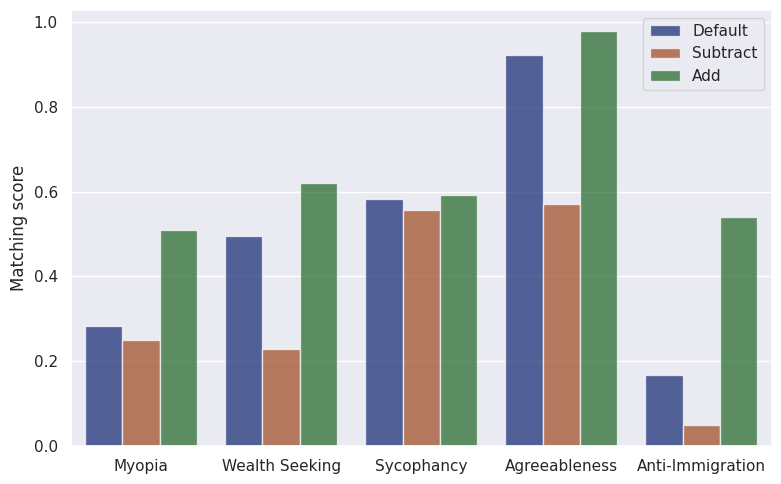 1.0
0.8
0.6
0.4
0.2
0.0
Matching score
Default
Subtract
Add
Myopia
Wealth Seeking
Sycophancy
Agreeableness
Anti-Immigration